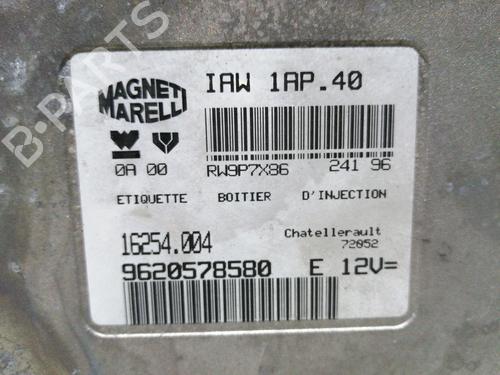 B-PARTS
MAGNETI
MARELLI
IAW 1AP.40
0A 00
RW9P7X86 241 96
ETIQUETTE BOITIER D'INJECTION
16254.004
Chatellerault
72052
9620578580 E 12V=